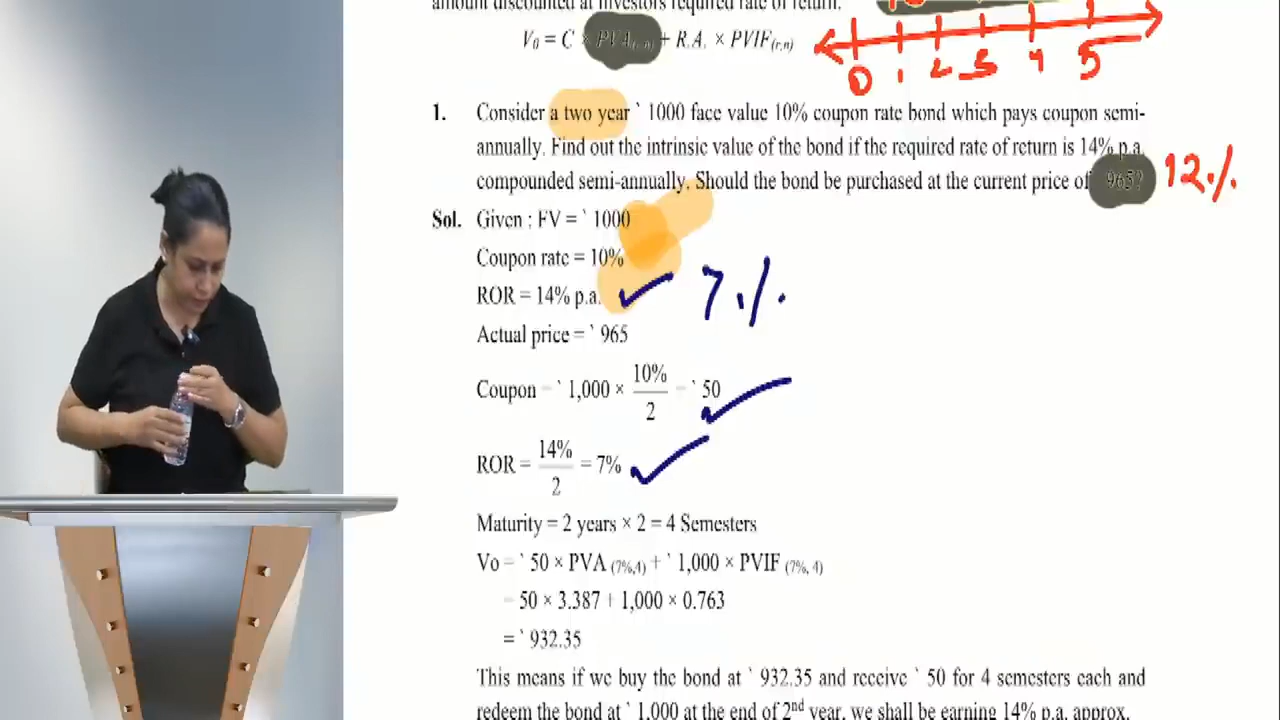 amount discounted at investors required rate of return.
V₀ = C × PVA(r, n) + R.A. × PVIF(r,n)
0 1 2 3 4 5
1. Consider a two year ` 1000 face value 10% coupon rate bond which pays coupon semi-
annually. Find out the intrinsic value of the bond if the required rate of return is 14% p.a.
compounded semi-annually. Should the bond be purchased at the current price of ` 965? 12%
Sol. Given : FV = ` 1000
Coupon rate = 10%
ROR = 14% p.a. 7%
Actual price = ` 965
Coupon = ` 1,000 × 10%/2 = ` 50
ROR = 14%/2 = 7%
Maturity = 2 years × 2 = 4 Semesters
Vo = ` 50 × PVA (7%,4) + ` 1,000 × PVIF (7%, 4)
= 50 × 3.387 + 1,000 × 0.763
= ` 932.35
This means if we buy the bond at ` 932.35 and receive ` 50 for 4 semesters each and
redeem the bond at ` 1,000 at the end of 2nd year, we shall be earning 14% p.a. approx.